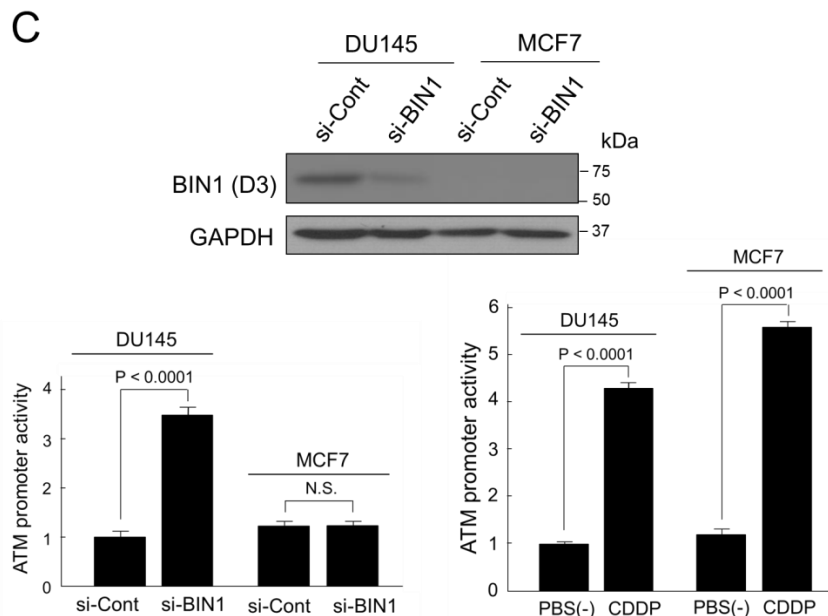 C
DU145 MCF7
si-Cont si-BIN1 si-Cont si-BIN1
kDa
BIN1 (D3)
75
50
GAPDH
37
DU145
P < 0.0001
MCF7
N.S.
ATM promoter activity
4
3
2
1
0
si-Cont si-BIN1 si-Cont si-BIN1
MCF7
P < 0.0001
DU145
P < 0.0001
ATM promoter activity
6
5
4
3
2
1
0
PBS(-) CDDP PBS(-) CDDP